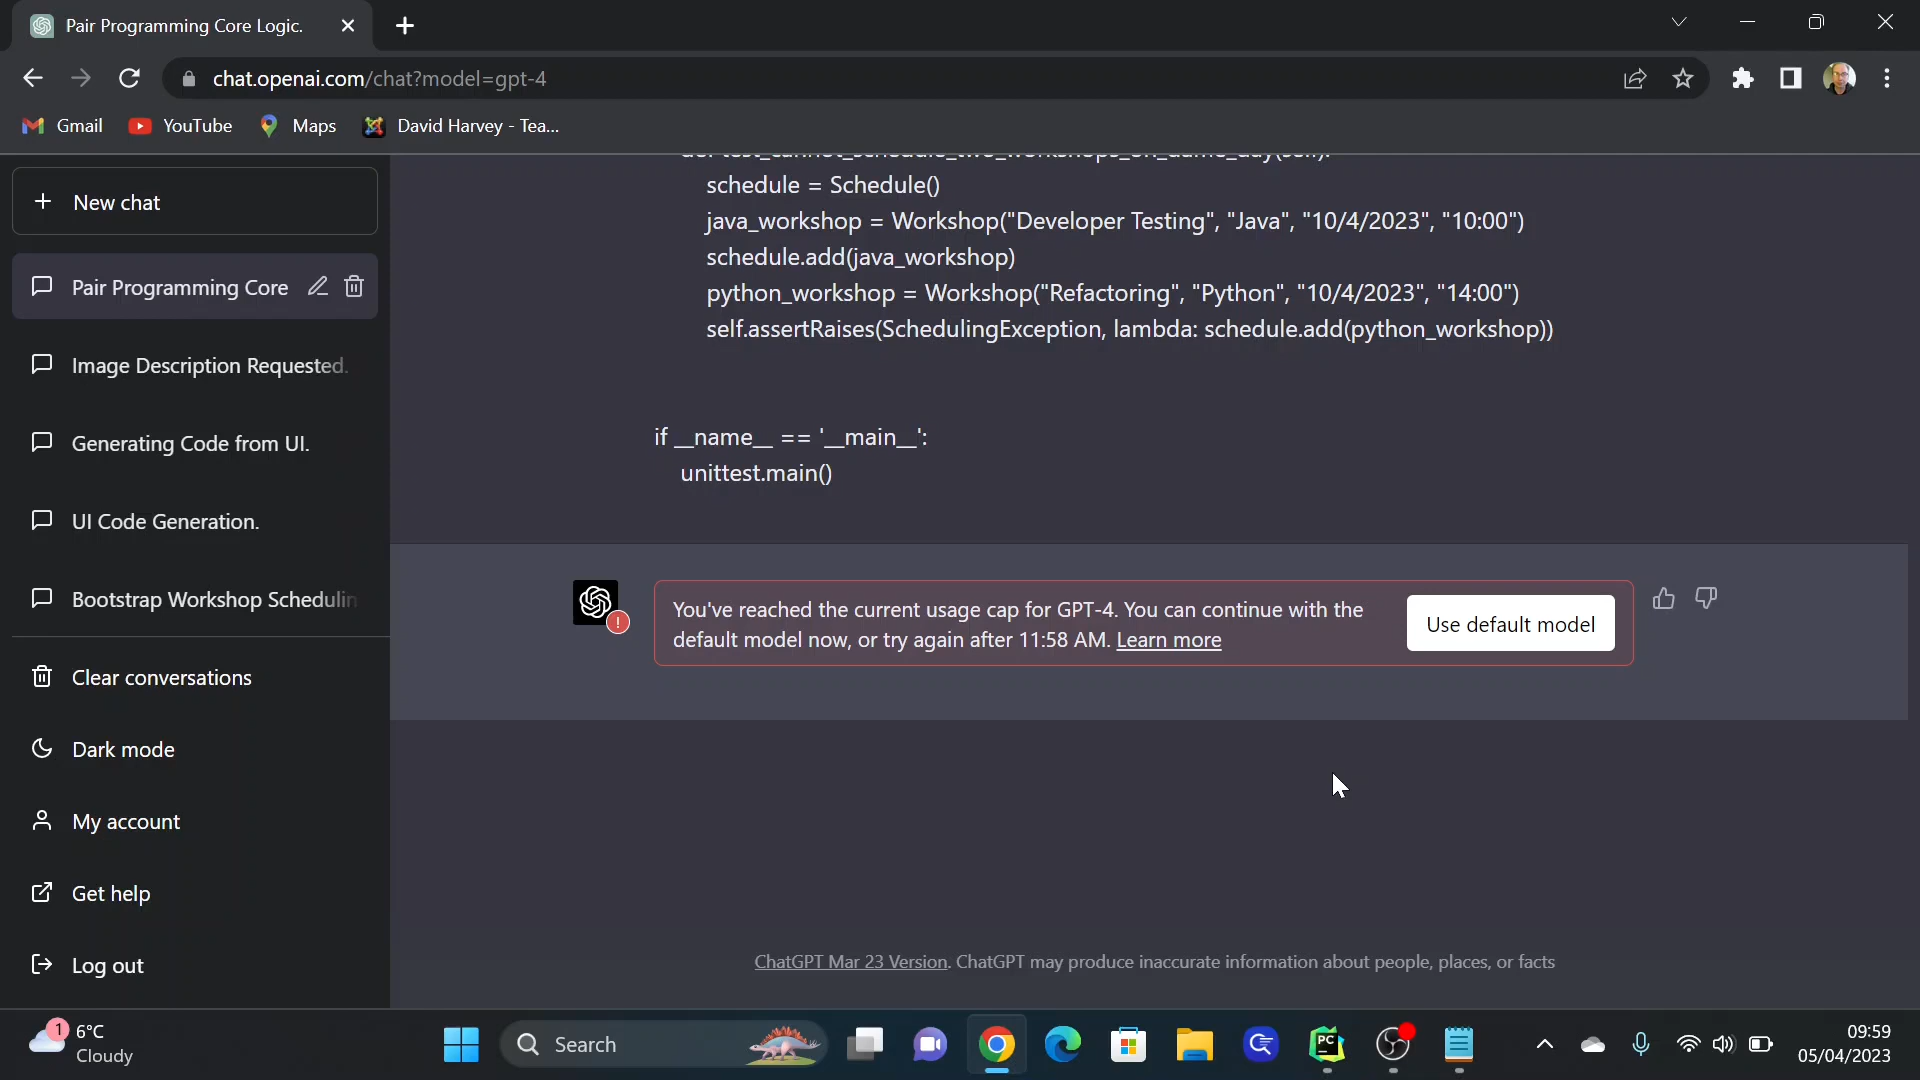 Pair Programming Core Logic.
chat.openai.com/chat?model=gpt-4
Gmail
YouTube
Maps
David Harvey - Tea...
New chat
Pair Programming Core
Image Description Requested.
Generating Code from UI.
UI Code Generation.
Bootstrap Workshop Schedulin
Clear conversations
Dark mode
My account
Get help
Log out
schedule = Schedule()
java_workshop = Workshop("Developer Testing", "Java", "10/4/2023", "10:00")
schedule.add(java_workshop)
python_workshop = Workshop("Refactoring", "Python", "10/4/2023", "14:00")
self.assertRaises(SchedulingException, lambda: schedule.add(python_workshop))
if __name__ == '__main__':
unittest.main()
You've reached the current usage cap for GPT-4. You can continue with the
default model now, or try again after 11:58 AM. Learn more
Use default model
ChatGPT Mar 23 Version. ChatGPT may produce inaccurate information about people, places, or facts
1
6°C
Cloudy
Search
PC
09:59
05/04/2023